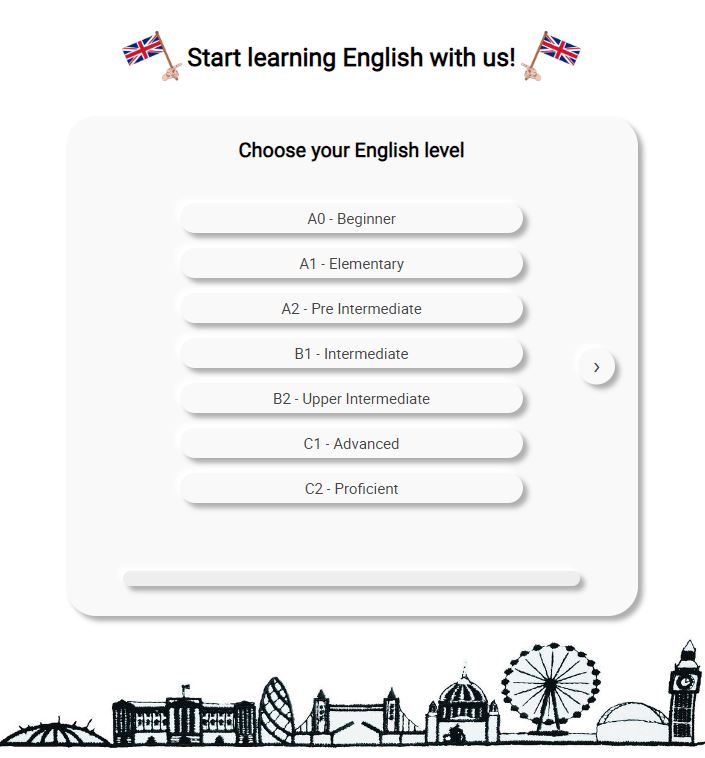 Start learning English with us!
Choose your English level
A0 - Beginner
A1 - Elementary
A2 - Pre Intermediate
B1 - Intermediate
B2 - Upper Intermediate
C1 - Advanced
C2 - Proficient